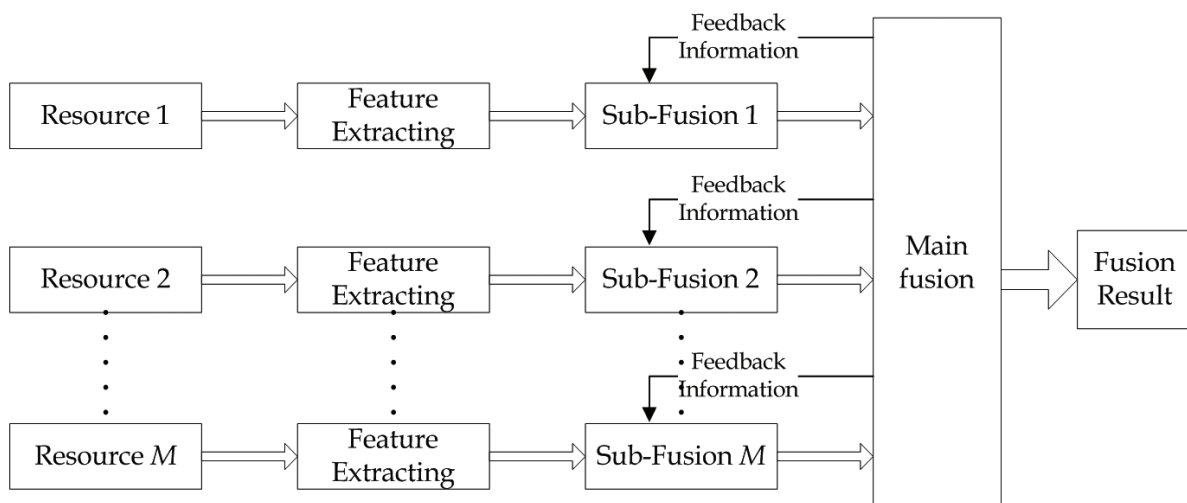 Feedback
Information
Resource 1
Feature
Extracting
Sub-Fusion 1
Feedback
Information
Resource 2
Feature
Extracting
Sub-Fusion 2
Main
fusion
Fusion
Result
Feedback
Information
Resource M
Feature
Extracting
Sub-Fusion M